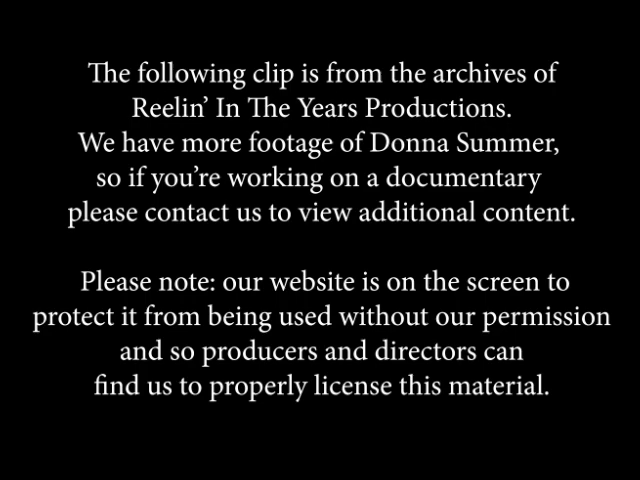 The following clip is from the archives of
Reelin’ In The Years Productions.
We have more footage of Donna Summer,
so if you’re working on a documentary
please contact us to view additional content.
Please note: our website is on the screen to
protect it from being used without our permission
and so producers and directors can
find us to properly license this material.